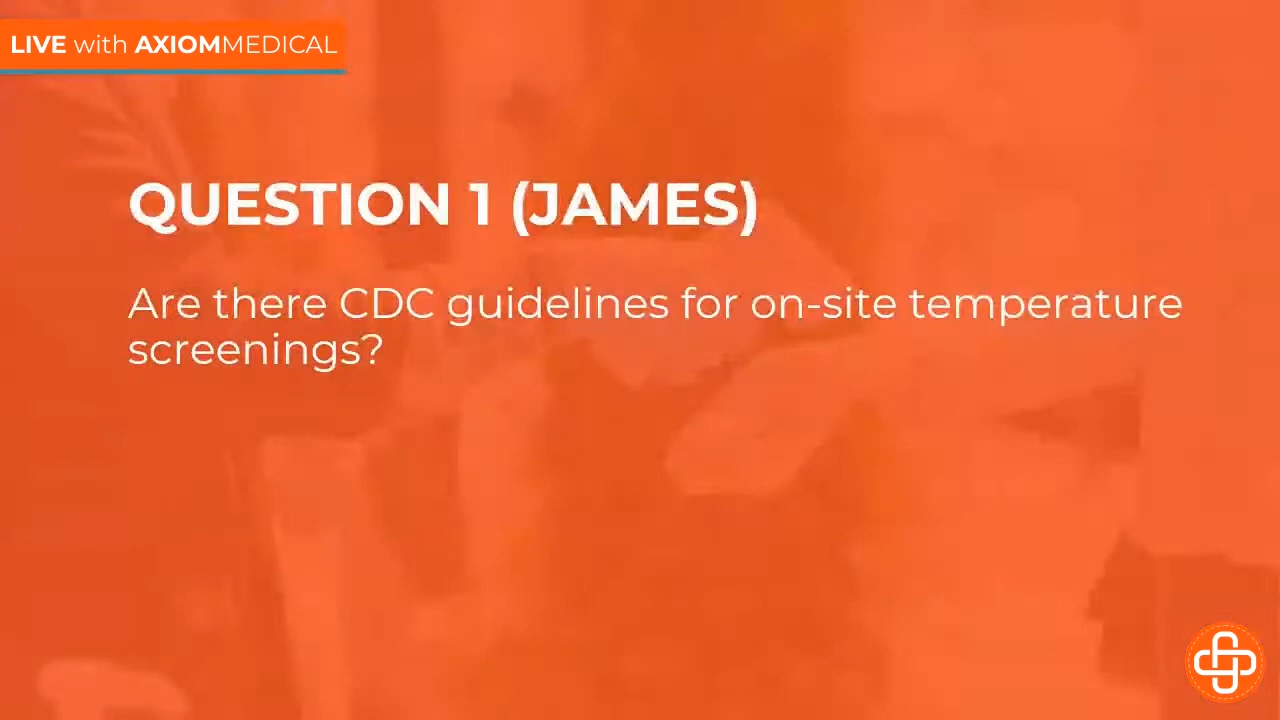 LIVE with AXIOMMEDICAL
QUESTION 1 (JAMES)
Are there CDC guidelines for on-site temperature
screenings?